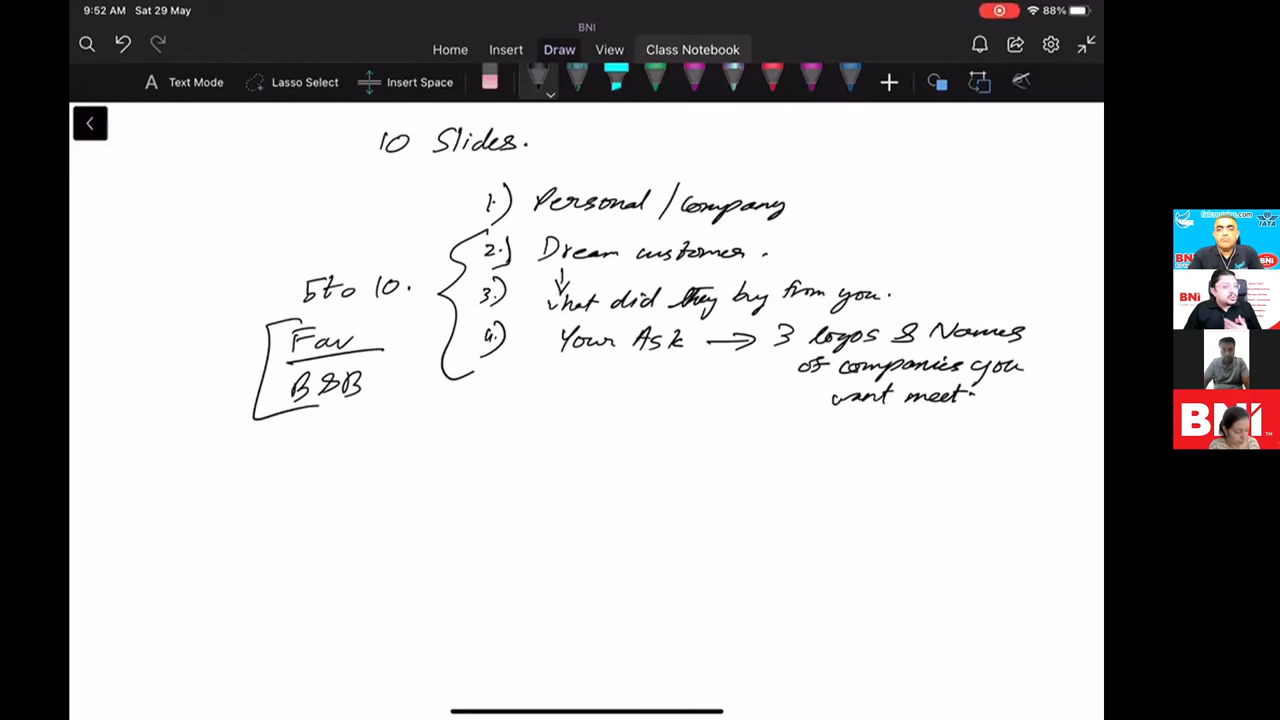 9:52 AM Sat 29 May
88%
BNI
Home Insert Draw View Class Notebook
Text Mode Lasso Select Insert Space
10 Slides.
1.) Personal / Company
2.) Dream customer.
3.) what did they buy from you.
5 to 10.
4.) Your Ask → 3 logos & Names
of companies you
want meet.
Fav
B&B
IATA
BNI
BNI
BNI